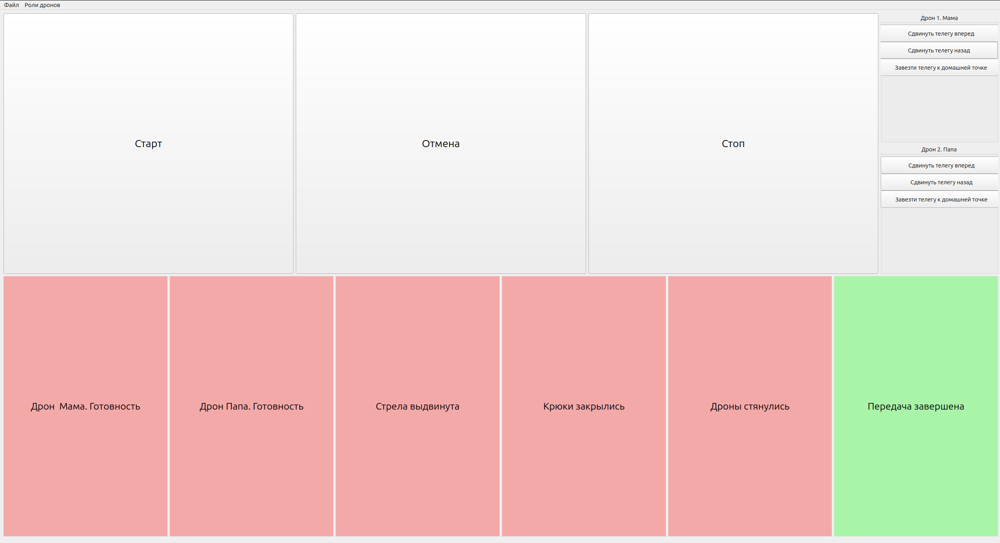 Файл Роли дронов
Старт
Отмена
Стоп
Дрон 1. Мама
Сдвинуть телегу вперед
Сдвинуть телегу назад
Завезти телегу к домашней точке
Дрон 2. Папа
Сдвинуть телегу вперед
Сдвинуть телегу назад
Завезти телегу к домашней точке
Дрон  Мама. Готовность
Дрон Папа. Готовность
Стрела выдвинута
Крюки закрылись
Дроны стянулись
Передача завершена